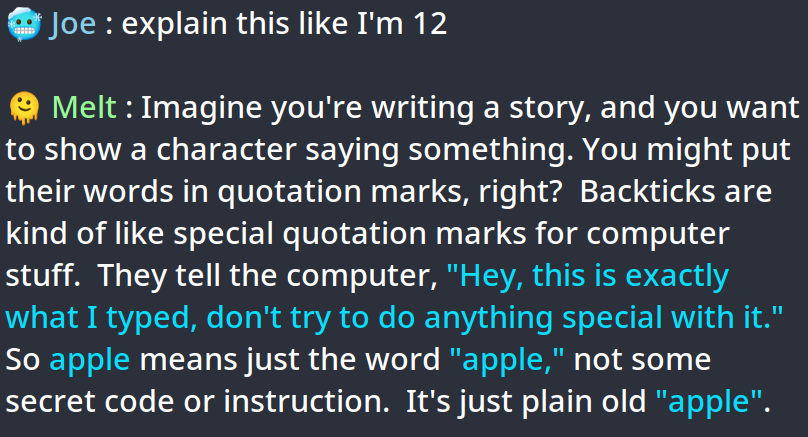 🥶 Joe : explain this like I'm 12
🫠 Melt : Imagine you're writing a story, and you want
to show a character saying something. You might put
their words in quotation marks, right?  Backticks are
kind of like special quotation marks for computer
stuff.  They tell the computer, "Hey, this is exactly
what I typed, don't try to do anything special with it."
So apple means just the word "apple," not some
secret code or instruction.  It's just plain old "apple".